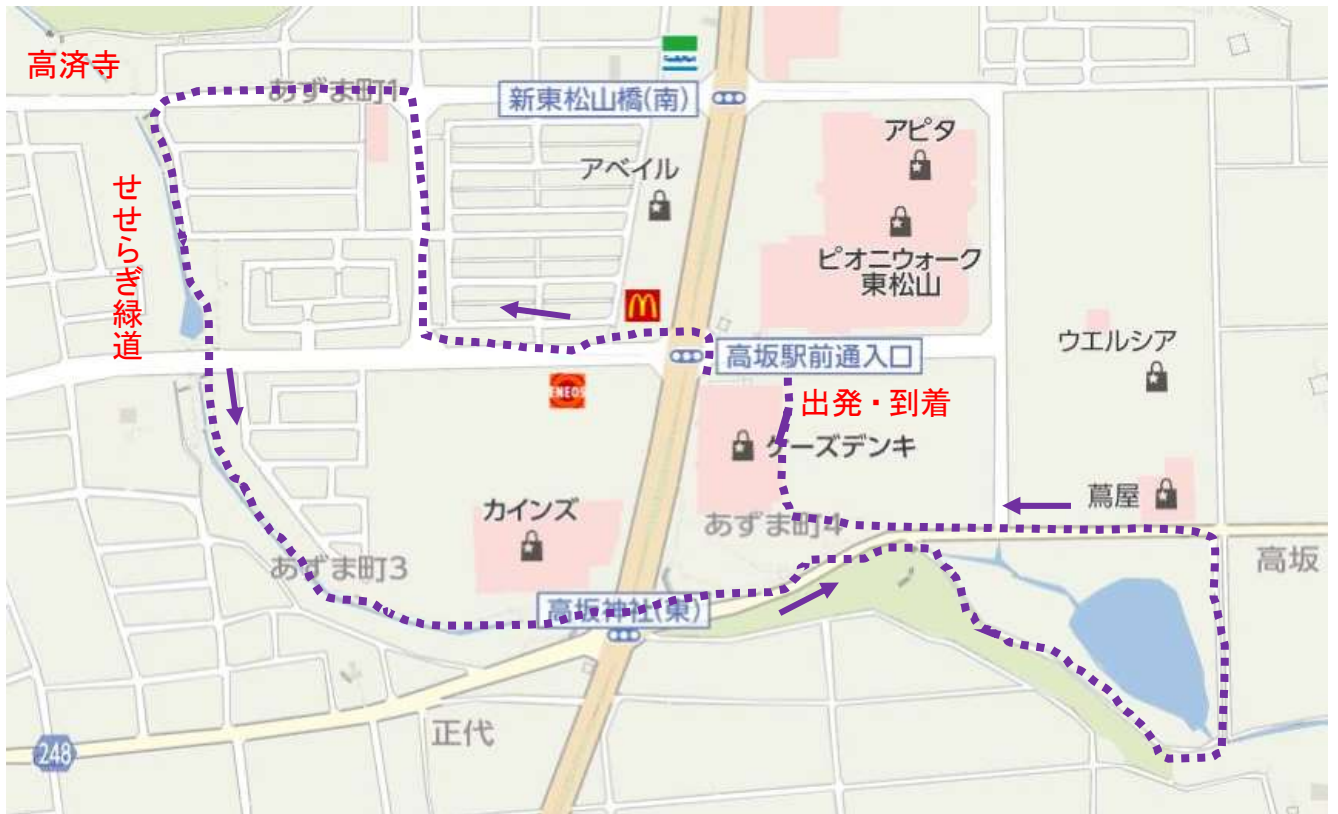 高済寺
あずま町1
FamilyMart
新東松山橋(南)
アピタ
アベイル
せせらぎ緑道
ピオニウォーク
東松山
ウエルシア
高坂駅前通入口
ENEOS
出発・到着
ケーズデンキ
カインズ
蔦屋
あずま町4
高坂
あずま町3
高坂神社(東)
正代
248